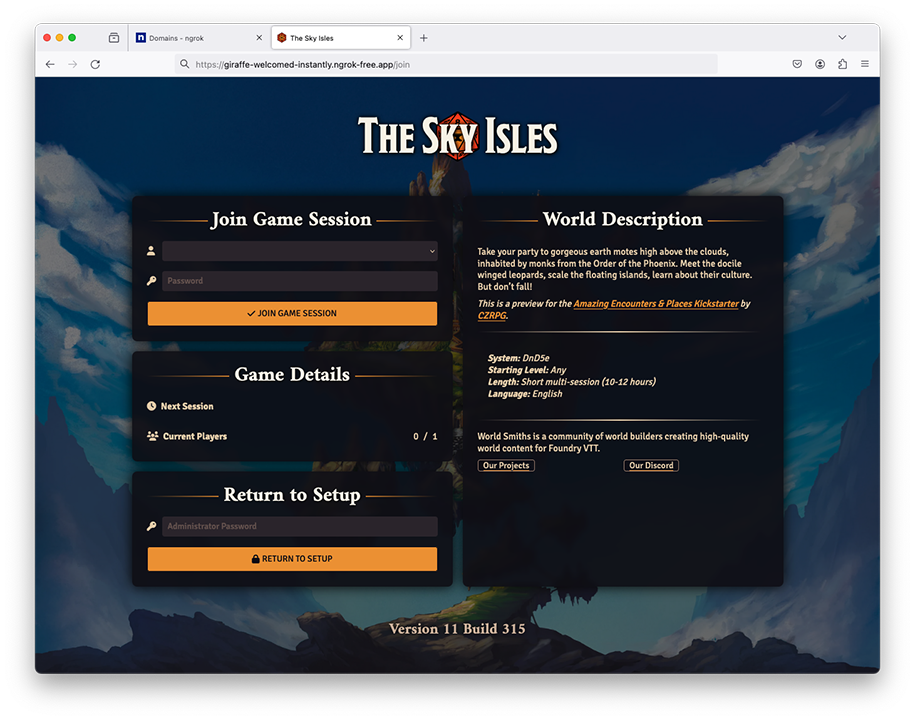 Domains - ngrok
The Sky Isles
https://giraffe-welcomed-instantly.ngrok-free.app/join
The Sky Isles
Join Game Session
Password
JOIN GAME SESSION
Game Details
Next Session
Current Players 0 / 1
Return to Setup
Administrator Password
RETURN TO SETUP
World Description
Take your party to gorgeous earth motes high above the clouds,
inhabited by monks from the Order of the Phoenix. Meet the docile
winged leopards, scale the floating islands, learn about their culture.
But don't fall!
This is a preview for the Amazing Encounters & Places Kickstarter by
CZRPG.
System: DnD5e
Starting Level: Any
Length: Short multi-session (10-12 hours)
Language: English
World Smiths is a community of world builders creating high-quality
world content for Foundry VTT.
Our Projects Our Discord
Version 11 Build 315